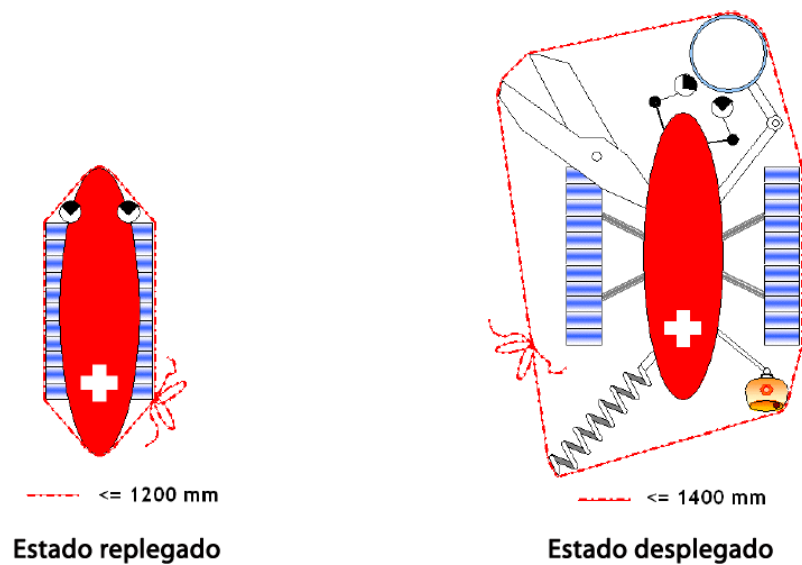 <= 1200 mm
<= 1400 mm
Estado replegado
Estado desplegado